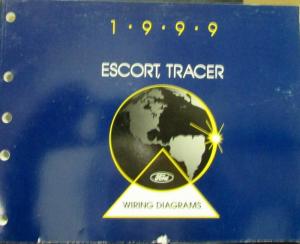 1•9•9•9
ESCORT, TRACER
Ford
WIRING DIAGRAMS